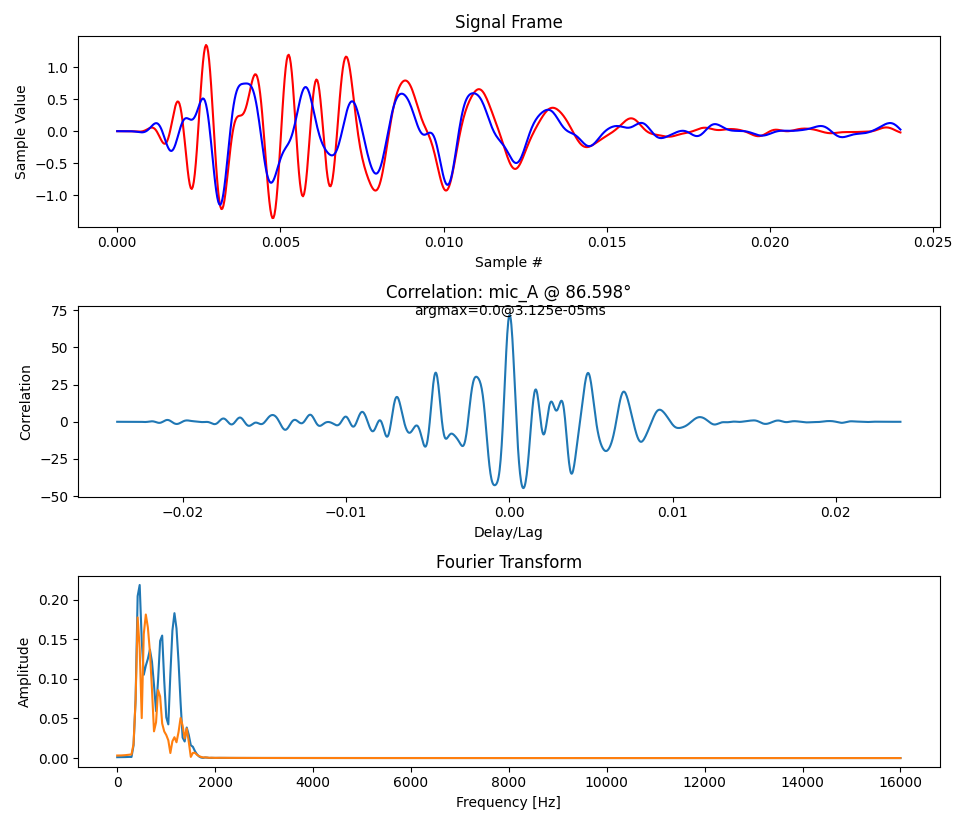 Signal Frame
Sample Value
1.0
0.5
0.0
−0.5
−1.0
0.000 0.005 0.010 0.015 0.020 0.025
Sample #
Correlation: mic_A @ 86.598°
argmax=0.0@3.125e-05ms
Correlation
75
50
25
0
−25
−50
−0.02 −0.01 0.00 0.01 0.02
Delay/Lag
Fourier Transform
Amplitude
0.20
0.15
0.10
0.05
0.00
0 2000 4000 6000 8000 10000 12000 14000 16000
Frequency [Hz]